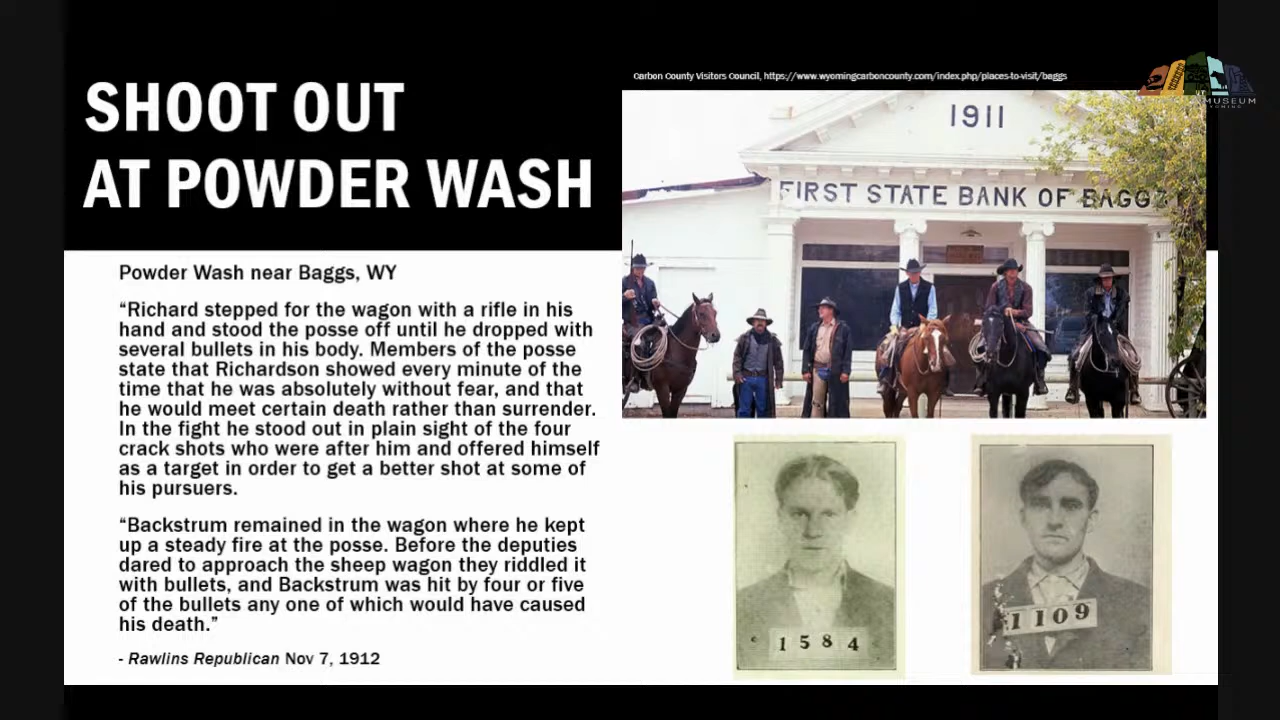 Carbon County Visitors Council, https://www.wyomingcarboncounty.com/index.php/places-to-visit/baggs
MUSEUM
WYOMING
SHOOT OUT
AT POWDER WASH
1911
FIRST STATE BANK OF BAGGS
Powder Wash near Baggs, WY
“Richard stepped for the wagon with a rifle in his
hand and stood the posse off until he dropped with
several bullets in his body. Members of the posse
state that Richardson showed every minute of the
time that he was absolutely without fear, and that
he would meet certain death rather than surrender.
In the fight he stood out in plain sight of the four
crack shots who were after him and offered himself
as a target in order to get a better shot at some of
his pursuers.
“Backstrum remained in the wagon where he kept
up a steady fire at the posse. Before the deputies
dared to approach the sheep wagon they riddled it
with bullets, and Backstrum was hit by four or five
of the bullets any one of which would have caused
his death.”
- Rawlins Republican Nov 7, 1912
1584
1109